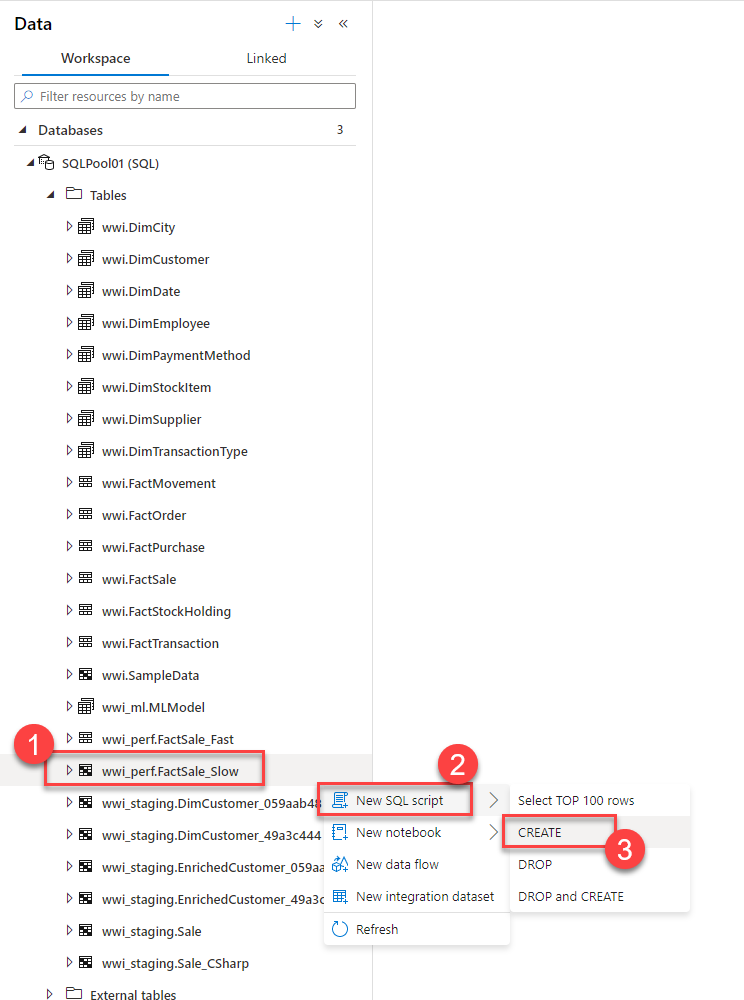 Data
Workspace Linked
Filter resources by name
Databases 3
SQLPool01 (SQL)
Tables
wwi.DimCity
wwi.DimCustomer
wwi.DimDate
wwi.DimEmployee
wwi.DimPaymentMethod
wwi.DimStockItem
wwi.DimSupplier
wwi.DimTransactionType
wwi.FactMovement
wwi.FactOrder
wwi.FactPurchase
wwi.FactSale
wwi.FactStockHolding
wwi.FactTransaction
wwi.SampleData
wwi_ml.MLModel
wwi_perf.FactSale_Fast
1
wwi_perf.FactSale_Slow
2
New SQL script
Select TOP 100 rows
wwi_staging.DimCustomer_059aab48
New notebook
CREATE
3
wwi_staging.DimCustomer_49a3c444
New data flow
DROP
wwi_staging.EnrichedCustomer_059aa
New integration dataset
DROP and CREATE
wwi_staging.EnrichedCustomer_49a3c
Refresh
wwi_staging.Sale
wwi_staging.Sale_CSharp
External tables